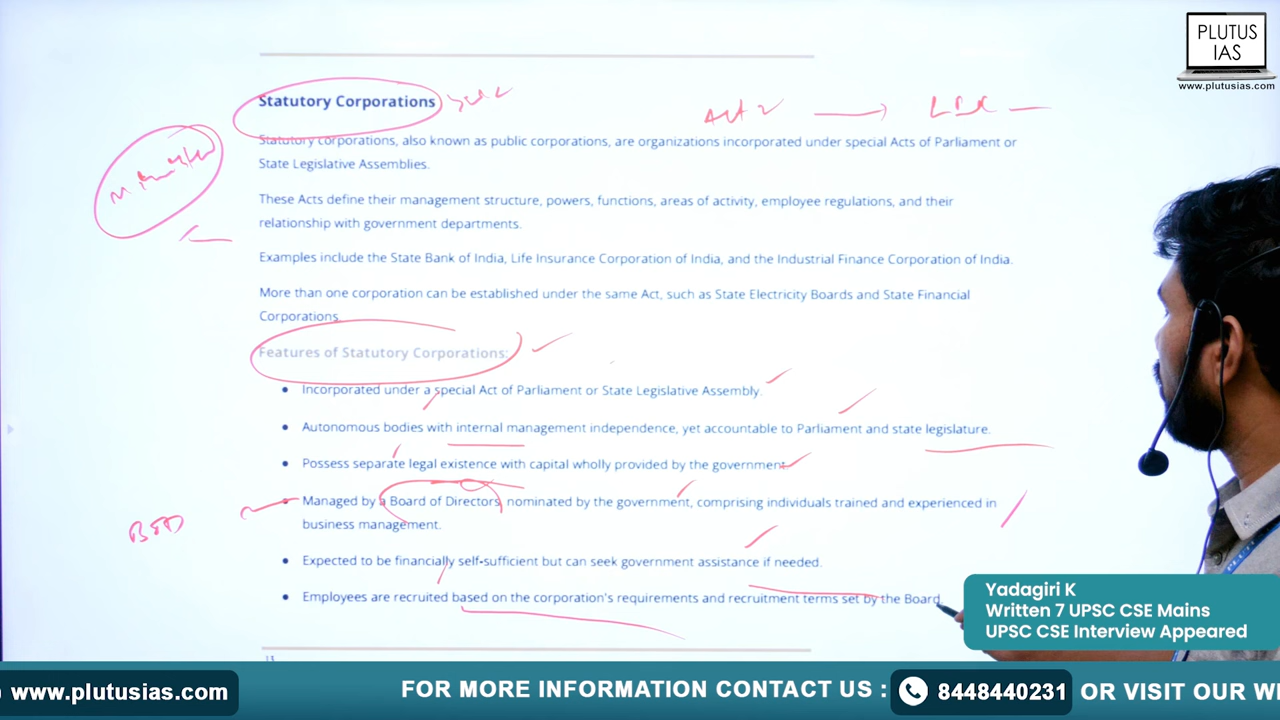 PLUTUS
IAS
www.plutusias.com
Statutory Corporations
Act
Statutory corporations, also known as public corporations, are organizations incorporated under special Acts of Parliament or
State Legislative Assemblies.
These Acts define their management structure, powers, functions, areas of activity, employee regulations, and their
relationship with government departments.
Examples include the State Bank of India, Life Insurance Corporation of India, and the Industrial Finance Corporation of India.
More than one corporation can be established under the same Act, such as State Electricity Boards and State Financial
Corporations.
Features of Statutory Corporations:
• Incorporated under a special Act of Parliament or State Legislative Assembly.
• Autonomous bodies with internal management independence, yet accountable to Parliament and state legislature.
• Possess separate legal existence with capital wholly provided by the government.
• Managed by a Board of Directors, nominated by the government, comprising individuals trained and experienced in
business management.
• Expected to be financially self-sufficient but can seek government assistance if needed.
• Employees are recruited based on the corporation's requirements and recruitment terms set by the Board.
Yadagiri K
Written 7 UPSC CSE Mains
UPSC CSE Interview Appeared
www.plutusias.com
FOR MORE INFORMATION CONTACT US : 8448440231 OR VISIT OUR WE